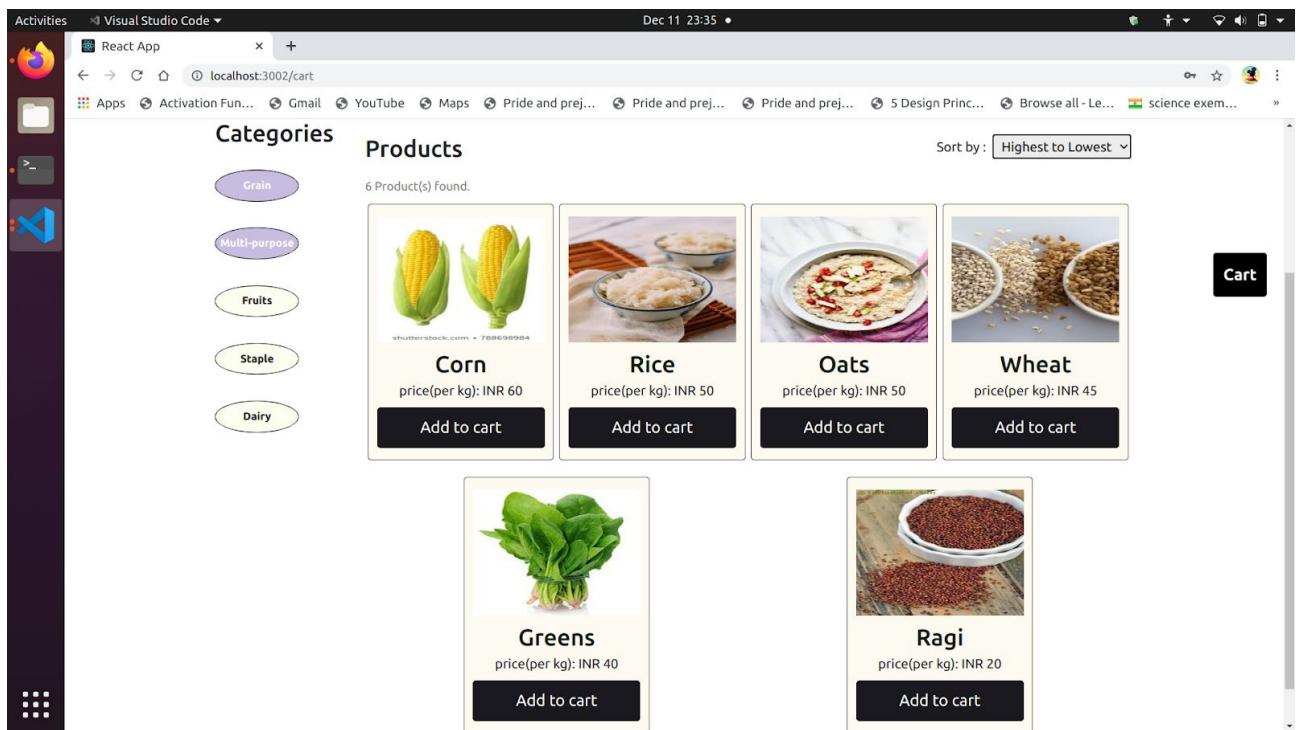 Activities
Visual Studio Code
Dec 11 23:35
React App
localhost:3002/cart
Apps
Activation Fun...
Gmail
YouTube
Maps
Pride and prej...
Pride and prej...
Pride and prej...
5 Design Princ...
Browse all - Le...
science exem...
»
Categories
Grain
Multi-purpose
Fruits
Staple
Dairy
Products
Sort by :
Highest to Lowest
6 Product(s) found.
shutterstock.com • 788698984
Corn
price(per kg): INR 60
Add to cart
Rice
price(per kg): INR 50
Add to cart
Oats
price(per kg): INR 50
Add to cart
Wheat
price(per kg): INR 45
Add to cart
Cart
Greens
price(per kg): INR 40
Add to cart
Ragi
price(per kg): INR 20
Add to cart